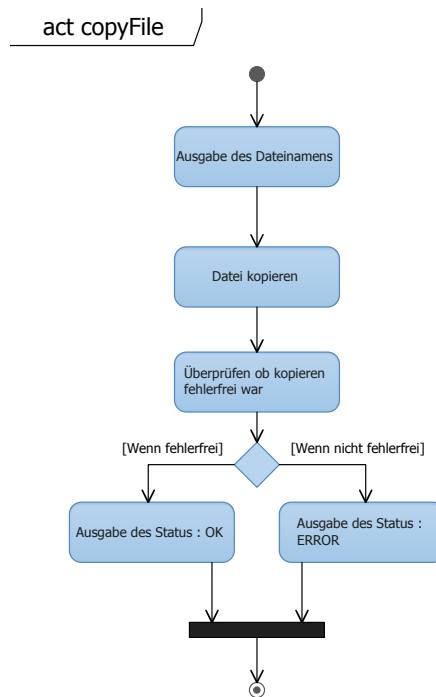 act copyFile
Ausgabe des Dateinamens
Datei kopieren
Überprüfen ob kopieren
fehlerfrei war
[Wenn fehlerfrei]
[Wenn nicht fehlerfrei]
Ausgabe des Status : OK
Ausgabe des Status :
ERROR